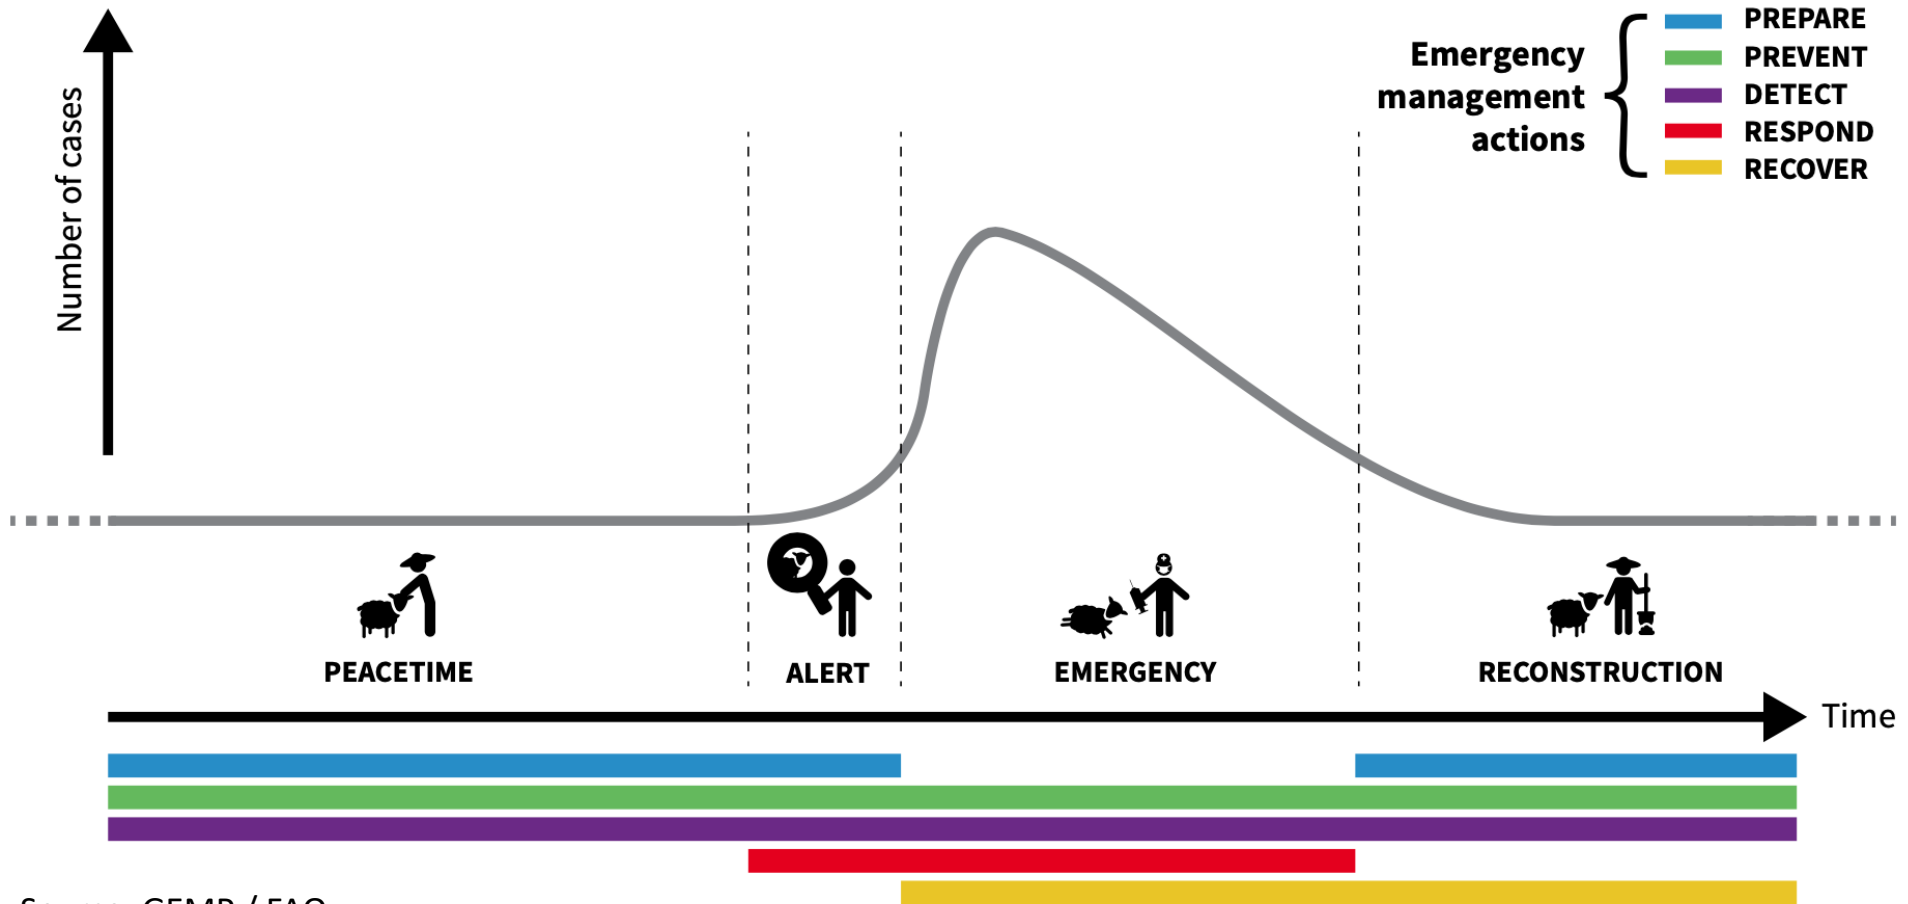 Number of cases
Emergency
management
actions
PREPARE
PREVENT
DETECT
RESPOND
RECOVER
PEACETIME
ALERT
EMERGENCY
RECONSTRUCTION
Time